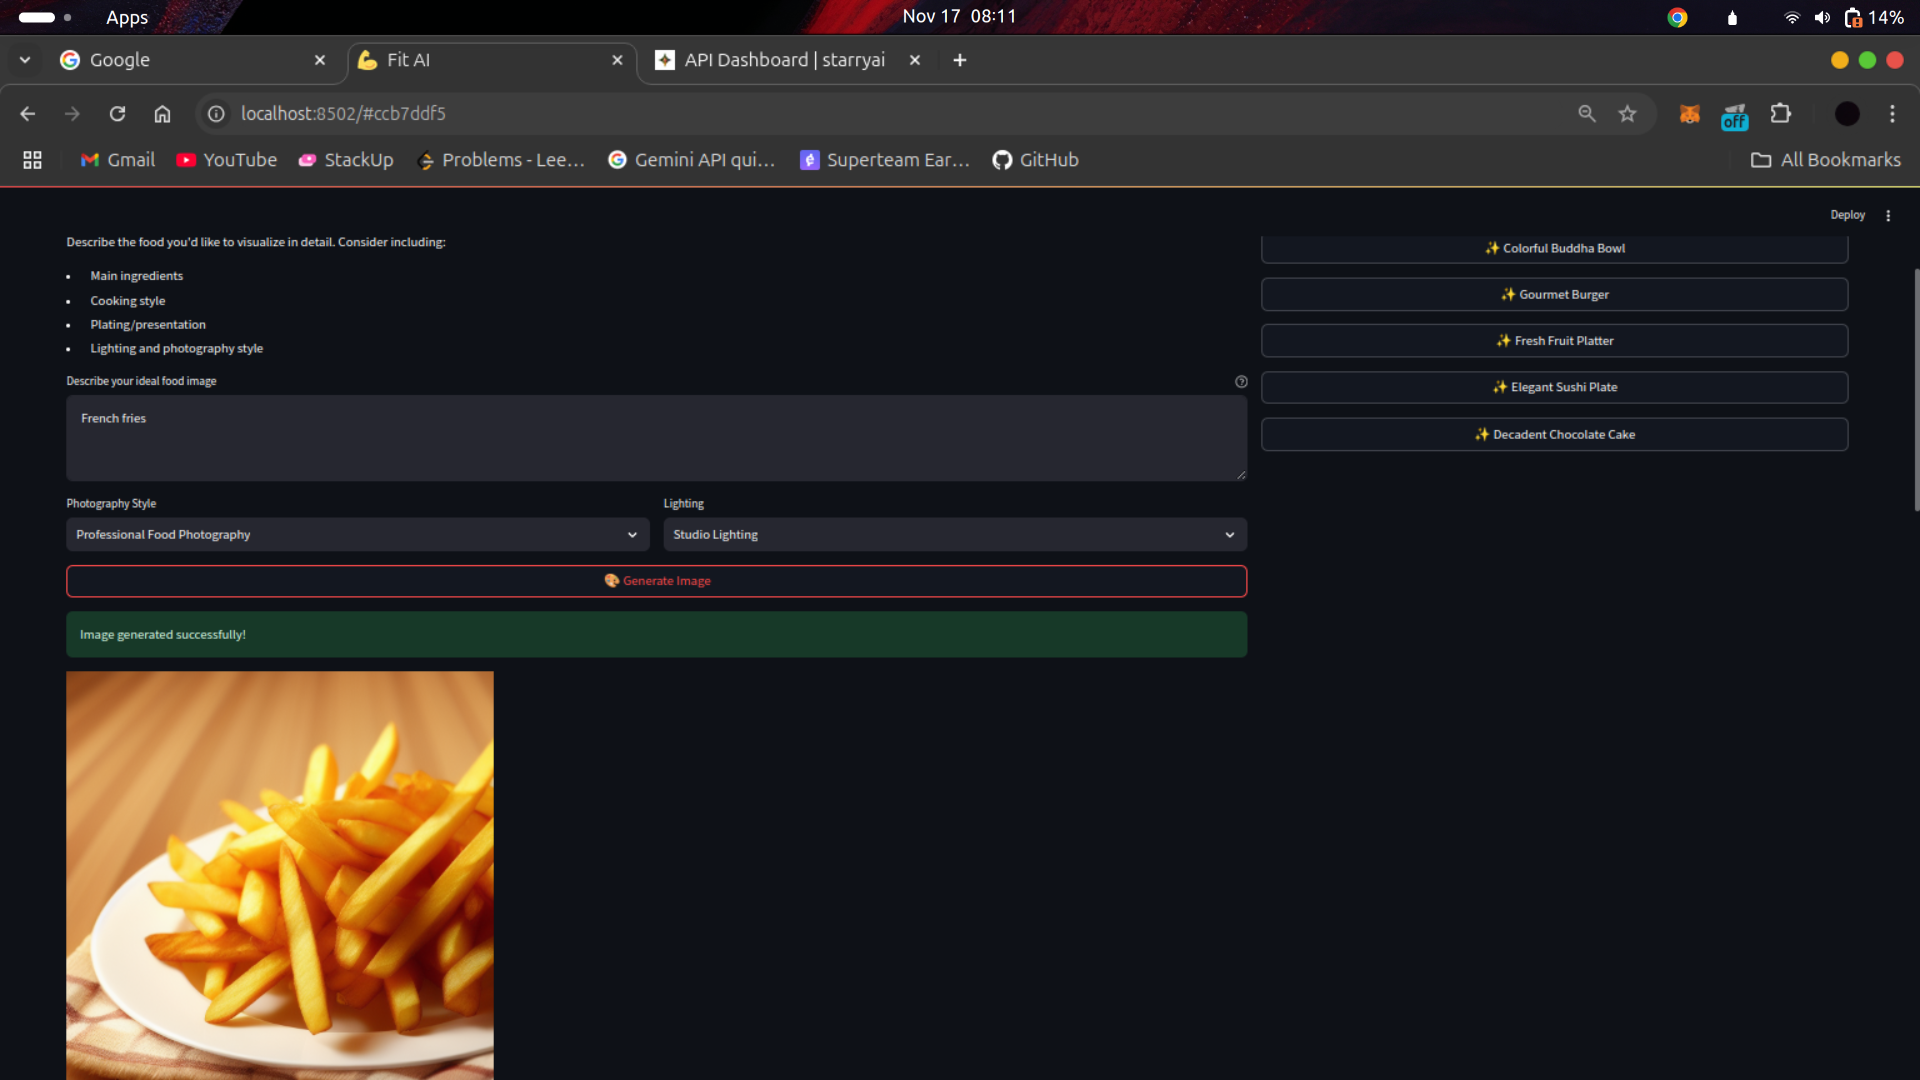 Apps
Nov 17 08:11
14%
Google
Fit AI
API Dashboard | starryai
localhost:8502/#ccb7ddf5
off
Gmail
YouTube
StackUp
Problems - Lee...
Gemini API qui...
Superteam Ear...
GitHub
All Bookmarks
Deploy
Describe the food you'd like to visualize in detail. Consider including:
Main ingredients
Cooking style
Plating/presentation
Lighting and photography style
Describe your ideal food image
French fries
Photography Style
Lighting
Professional Food Photography
Studio Lighting
Generate Image
Image generated successfully!
Colorful Buddha Bowl
Gourmet Burger
Fresh Fruit Platter
Elegant Sushi Plate
Decadent Chocolate Cake